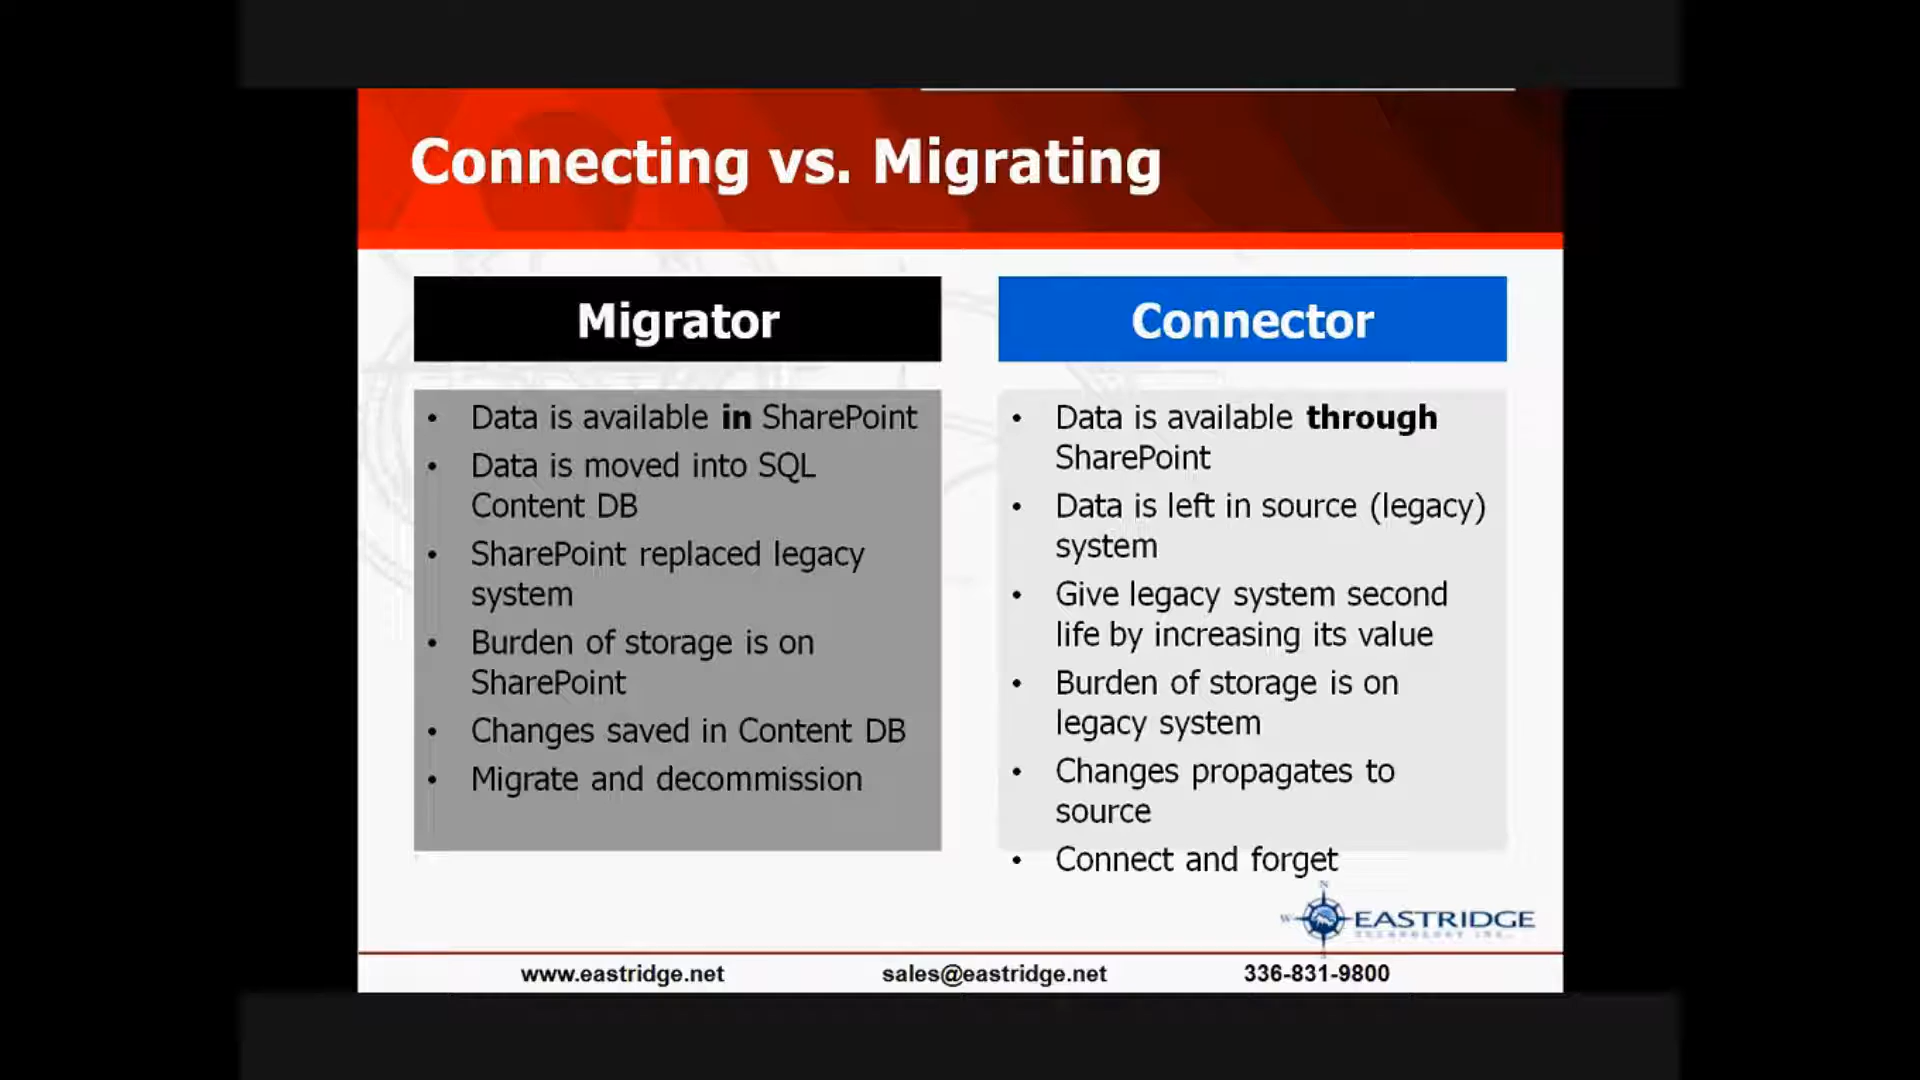 Connecting vs. Migrating
Migrator
• Data is available in SharePoint
• Data is moved into SQL
Content DB
• SharePoint replaced legacy
system
• Burden of storage is on
SharePoint
• Changes saved in Content DB
• Migrate and decommission
Connector
• Data is available through
SharePoint
• Data is left in source (legacy)
system
• Give legacy system second
life by increasing its value
• Burden of storage is on
legacy system
• Changes propagates to
source
• Connect and forget
N
W
EASTRIDGE
TECHNOLOGY INC.
www.eastridge.net
sales@eastridge.net
336-831-9800